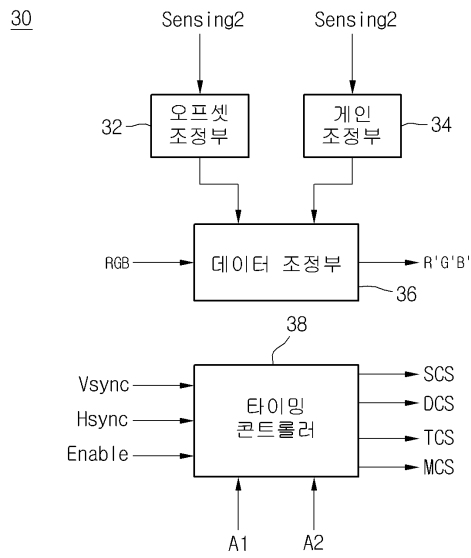 30
Sensing2
Sensing2
오프셋
조정부
32
게인
조정부
34
RGB
데이터 조정부
R'G'B'
36
38
Vsync
Hsync
Enable
타이밍
콘트롤러
SCS
DCS
TCS
MCS
A1
A2